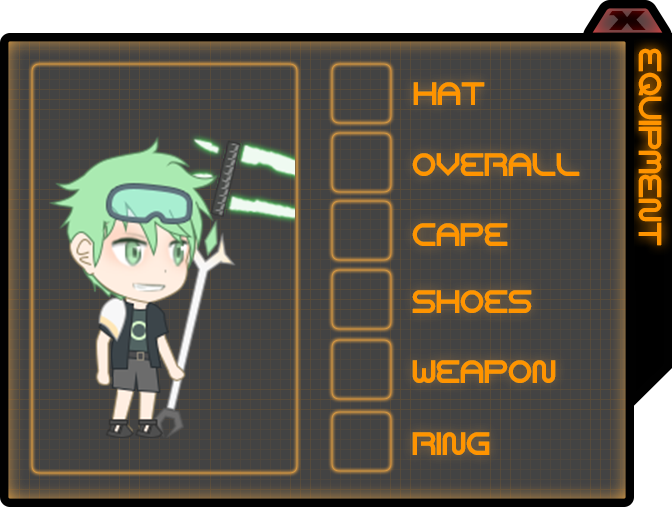 X
EQUIPMENT
HAT
OVERALL
CAPE
SHOES
WEAPON
RING